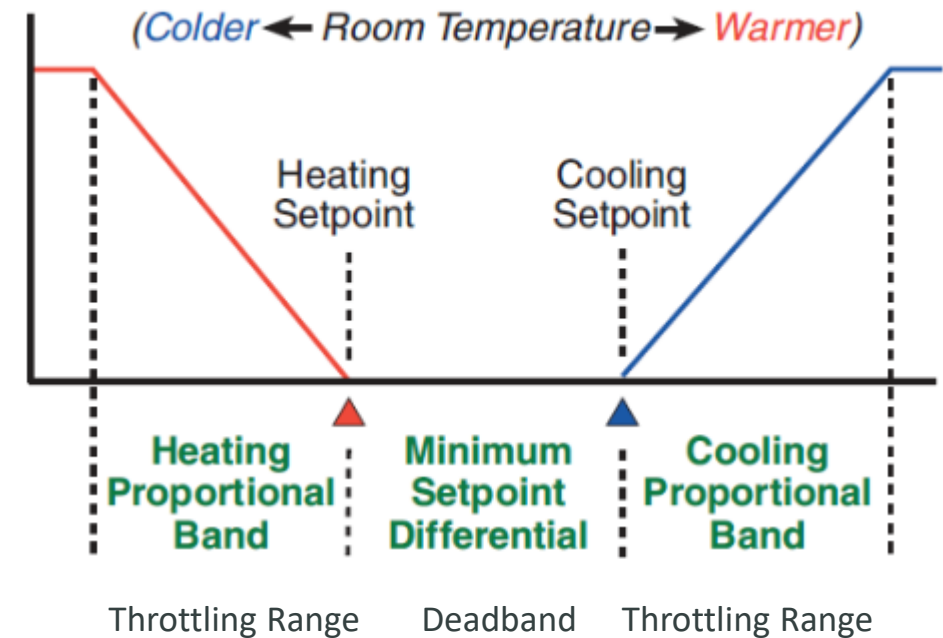 (Colder Room Temperature Warmer)
Heating
Setpoint
Cooling
Setpoint
Heating
Proportional
Band
Minimum
Setpoint
Differential
Cooling
Proportional
Band
Throttling Range
Deadband
Throttling Range